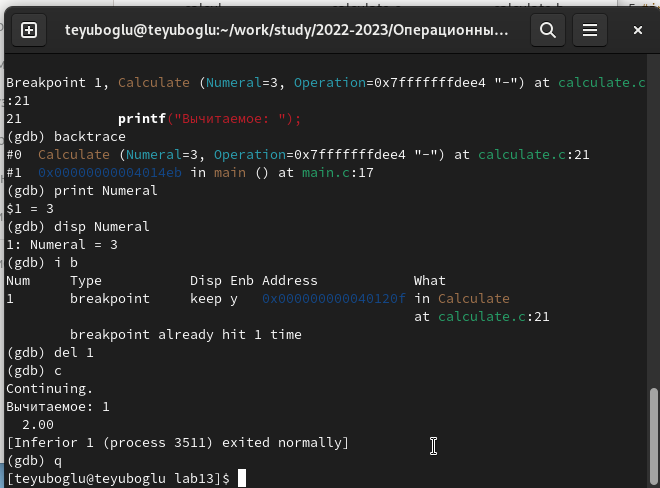 teyuboglu@teyuboglu:~/work/study/2022-2023/Операционны...
Breakpoint 1, Calculate (Numeral=3, Operation=0x7fffffffdee4 "-") at calculate.c
:21
21            printf("Вычитаемое: ");
(gdb) backtrace
#0  Calculate (Numeral=3, Operation=0x7fffffffdee4 "-") at calculate.c:21
#1  0x00000000004014eb in main () at main.c:17
(gdb) print Numeral
$1 = 3
(gdb) disp Numeral
1: Numeral = 3
(gdb) i b
Num     Type           Disp Enb Address            What
1       breakpoint     keep y   0x000000000040120f in Calculate
at calculate.c:21
breakpoint already hit 1 time
(gdb) del 1
(gdb) c
Continuing.
Вычитаемое: 1
2.00
[Inferior 1 (process 3511) exited normally]
(gdb) q
[teyuboglu@teyuboglu lab13]$